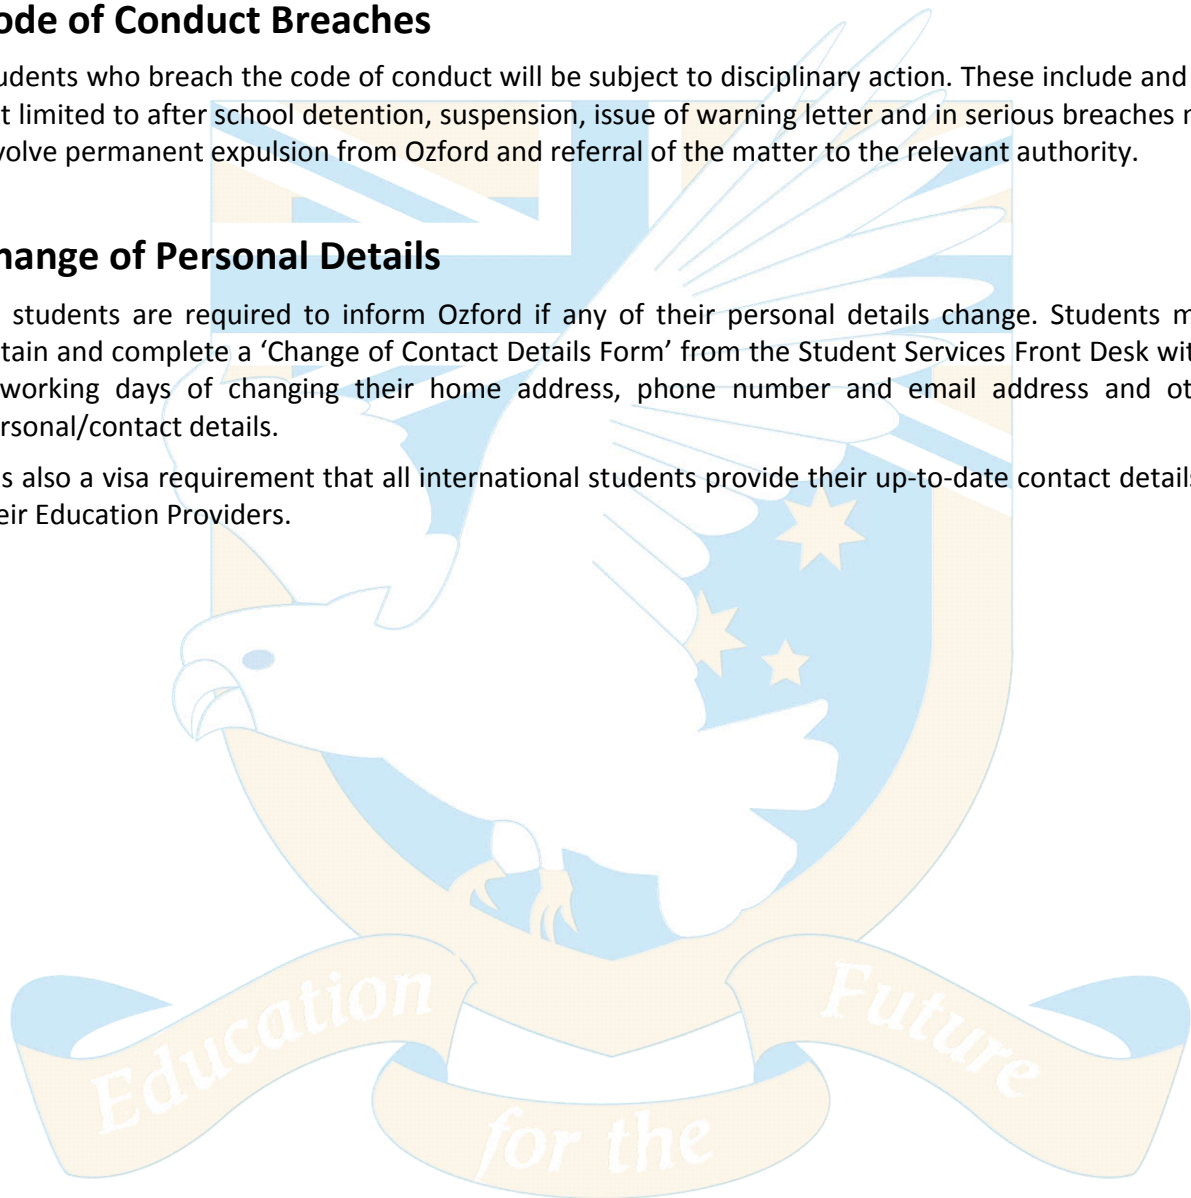 ode of Conduct Breaches
udents who breach the code of conduct will be subject to disciplinary action. These include and
t limited to after school detention, suspension, issue of warning letter and in serious breaches
volve permanent expulsion from Ozford and referral of the matter to the relevant authority.
hange of Personal Details
students are required to inform Ozford if any of their personal details change. Students m
tain and complete a ‘Change of Contact Details Form’ from the Student Services Front Desk wit
working days of changing their home address, phone number and email address and ot
rsonal/contact details.
s also a visa requirement that all international students provide their up-to-date contact details
eir Education Providers.
Education
for the
Future